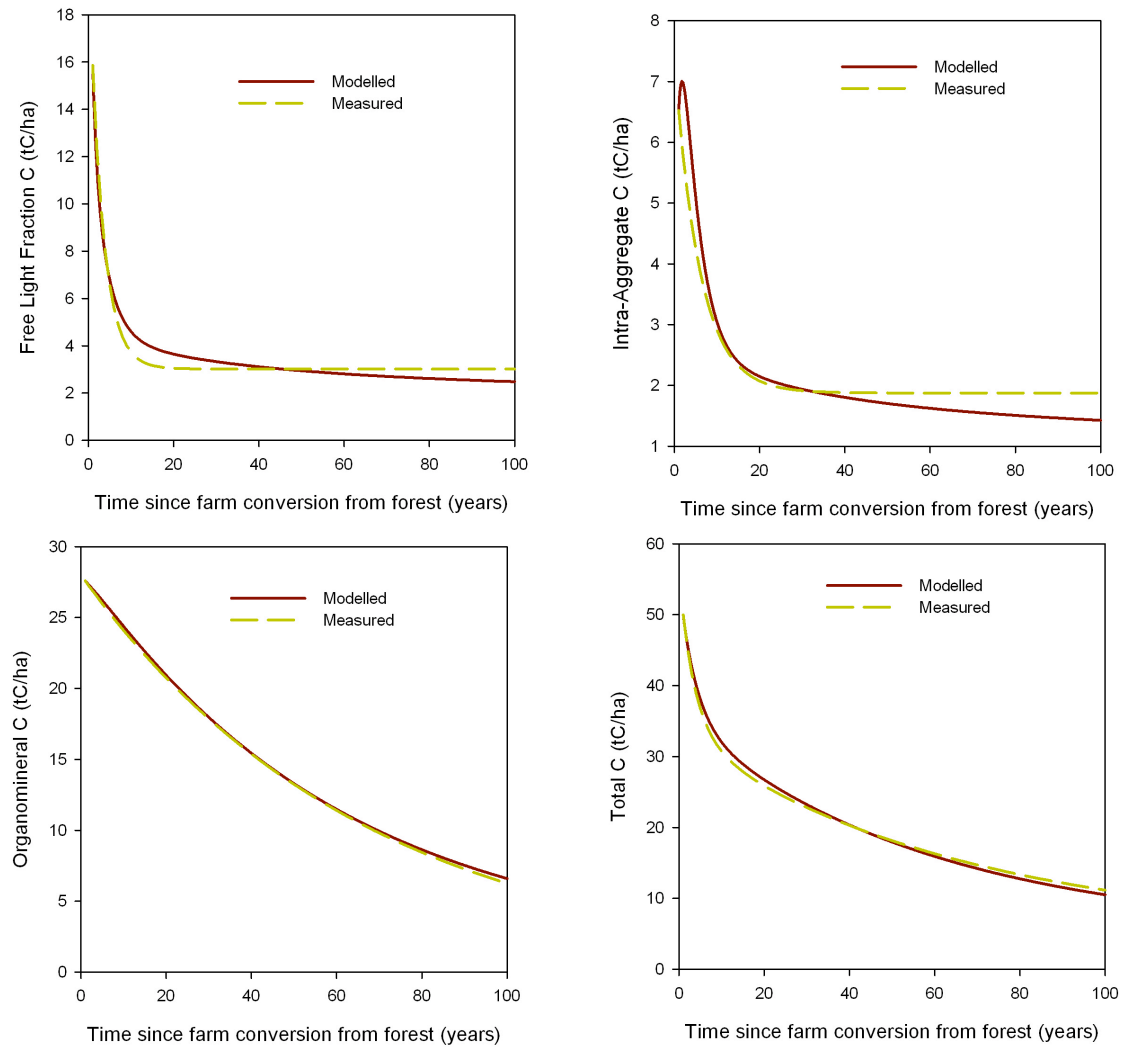 18
16
14
12
10
8
6
4
2
0
Free Light Fraction C (tC/ha)
Modelled
Measured
0 20 40 60 80 100
Time since farm conversion from forest (years)
8
7
6
5
4
3
2
1
Intra-Aggregate C (tC/ha)
Modelled
Measured
0 20 40 60 80 100
Time since farm conversion from forest (years)
30
25
20
15
10
5
0
Organomineral C (tC/ha)
Modelled
Measured
0 20 40 60 80 100
Time since farm conversion from forest (years)
60
50
40
30
20
10
0
Total C (tC/ha)
Modelled
Measured
0 20 40 60 80 100
Time since farm conversion from forest (years)